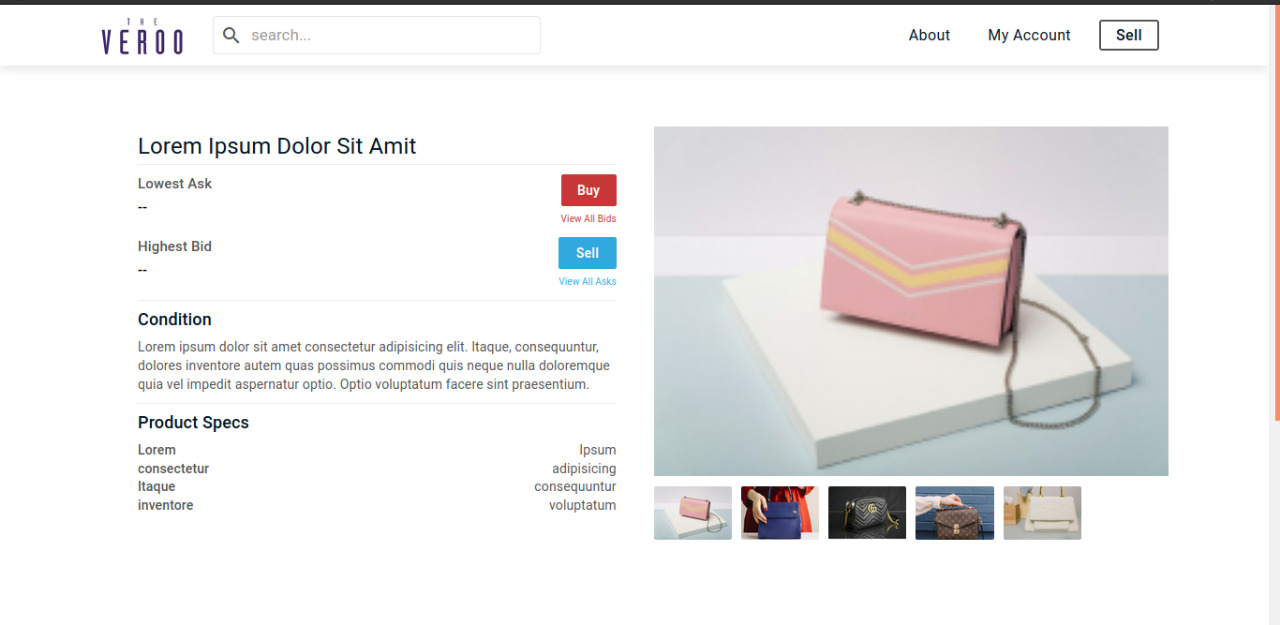 THE
VEROO
search...
About
My Account
Sell
Lorem Ipsum Dolor Sit Amit
Lowest Ask
--
Buy
View All Bids
Highest Bid
--
Sell
View All Asks
Condition
Lorem ipsum dolor sit amet consectetur adipisicing elit. Itaque, consequuntur,
dolores inventore autem quas possimus commodi quis neque nulla doloremque
quia vel impedit aspernatur optio. Optio voluptatum facere sint praesentium.
Product Specs
Lorem Ipsum
consectetur adipisicing
Itaque consequuntur
inventore voluptatum